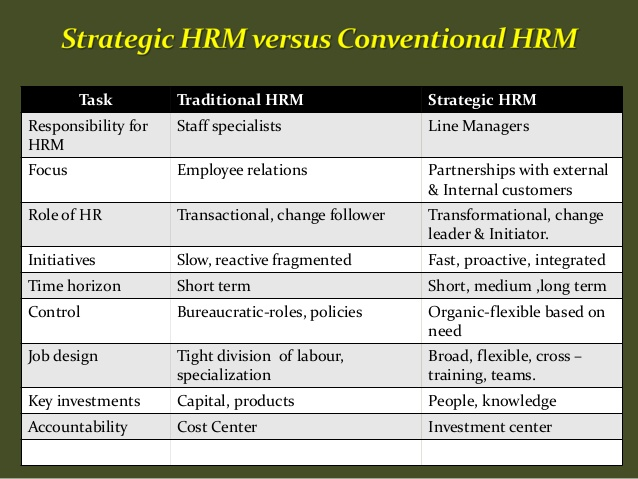 Strategic HRM versus Conventional HRM
Task Traditional HRM Strategic HRM
Responsibility for Staff specialists Line Managers
HRM
Focus Employee relations Partnerships with external
& Internal customers
Role of HR Transactional, change follower Transformational, change
leader & Initiator.
Initiatives Slow, reactive fragmented Fast, proactive, integrated
Time horizon Short term Short, medium ,long term
Control Bureaucratic-roles, policies Organic-flexible based on
need
Job design Tight division of labour, Broad, flexible, cross –
specialization training, teams.
Key investments Capital, products People, knowledge
Accountability Cost Center Investment center